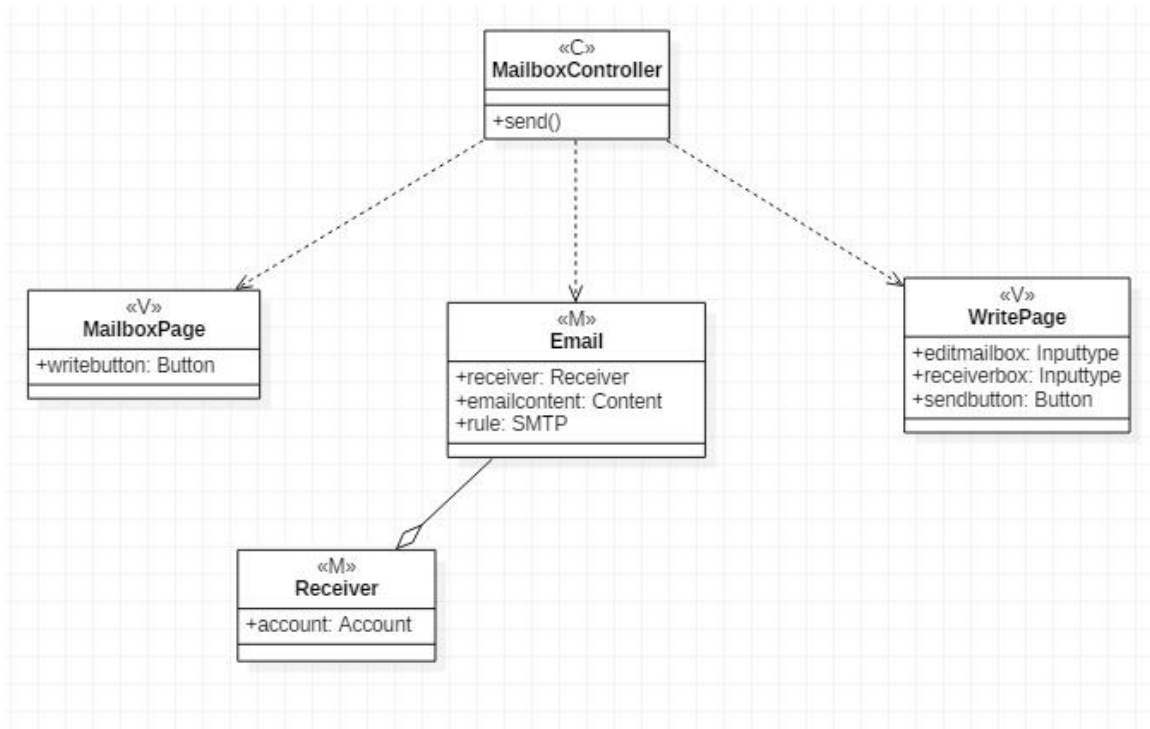 «C»
MailboxController
+send()
«V»
MailboxPage
+writebutton: Button
«M»
Email
+receiver: Receiver
+emailcontent: Content
+rule: SMTP
«V»
WritePage
+editmailbox: Inputtype
+receiverbox: Inputtype
+sendbutton: Button
«M»
Receiver
+account: Account